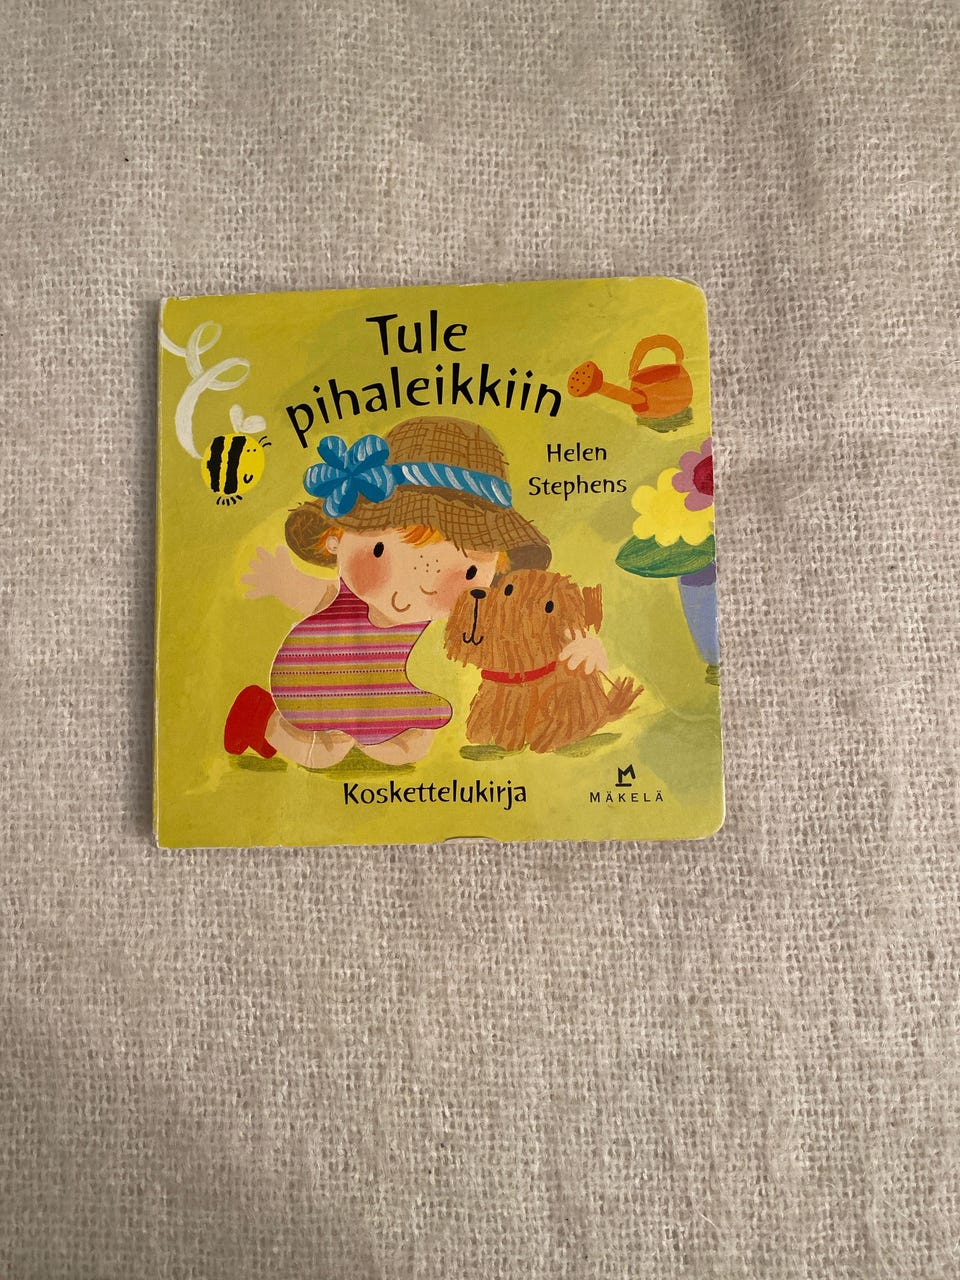 Tule
pihaleikkiin
Helen
Stephens
Koskettelukirja
M
MÄKELÄ